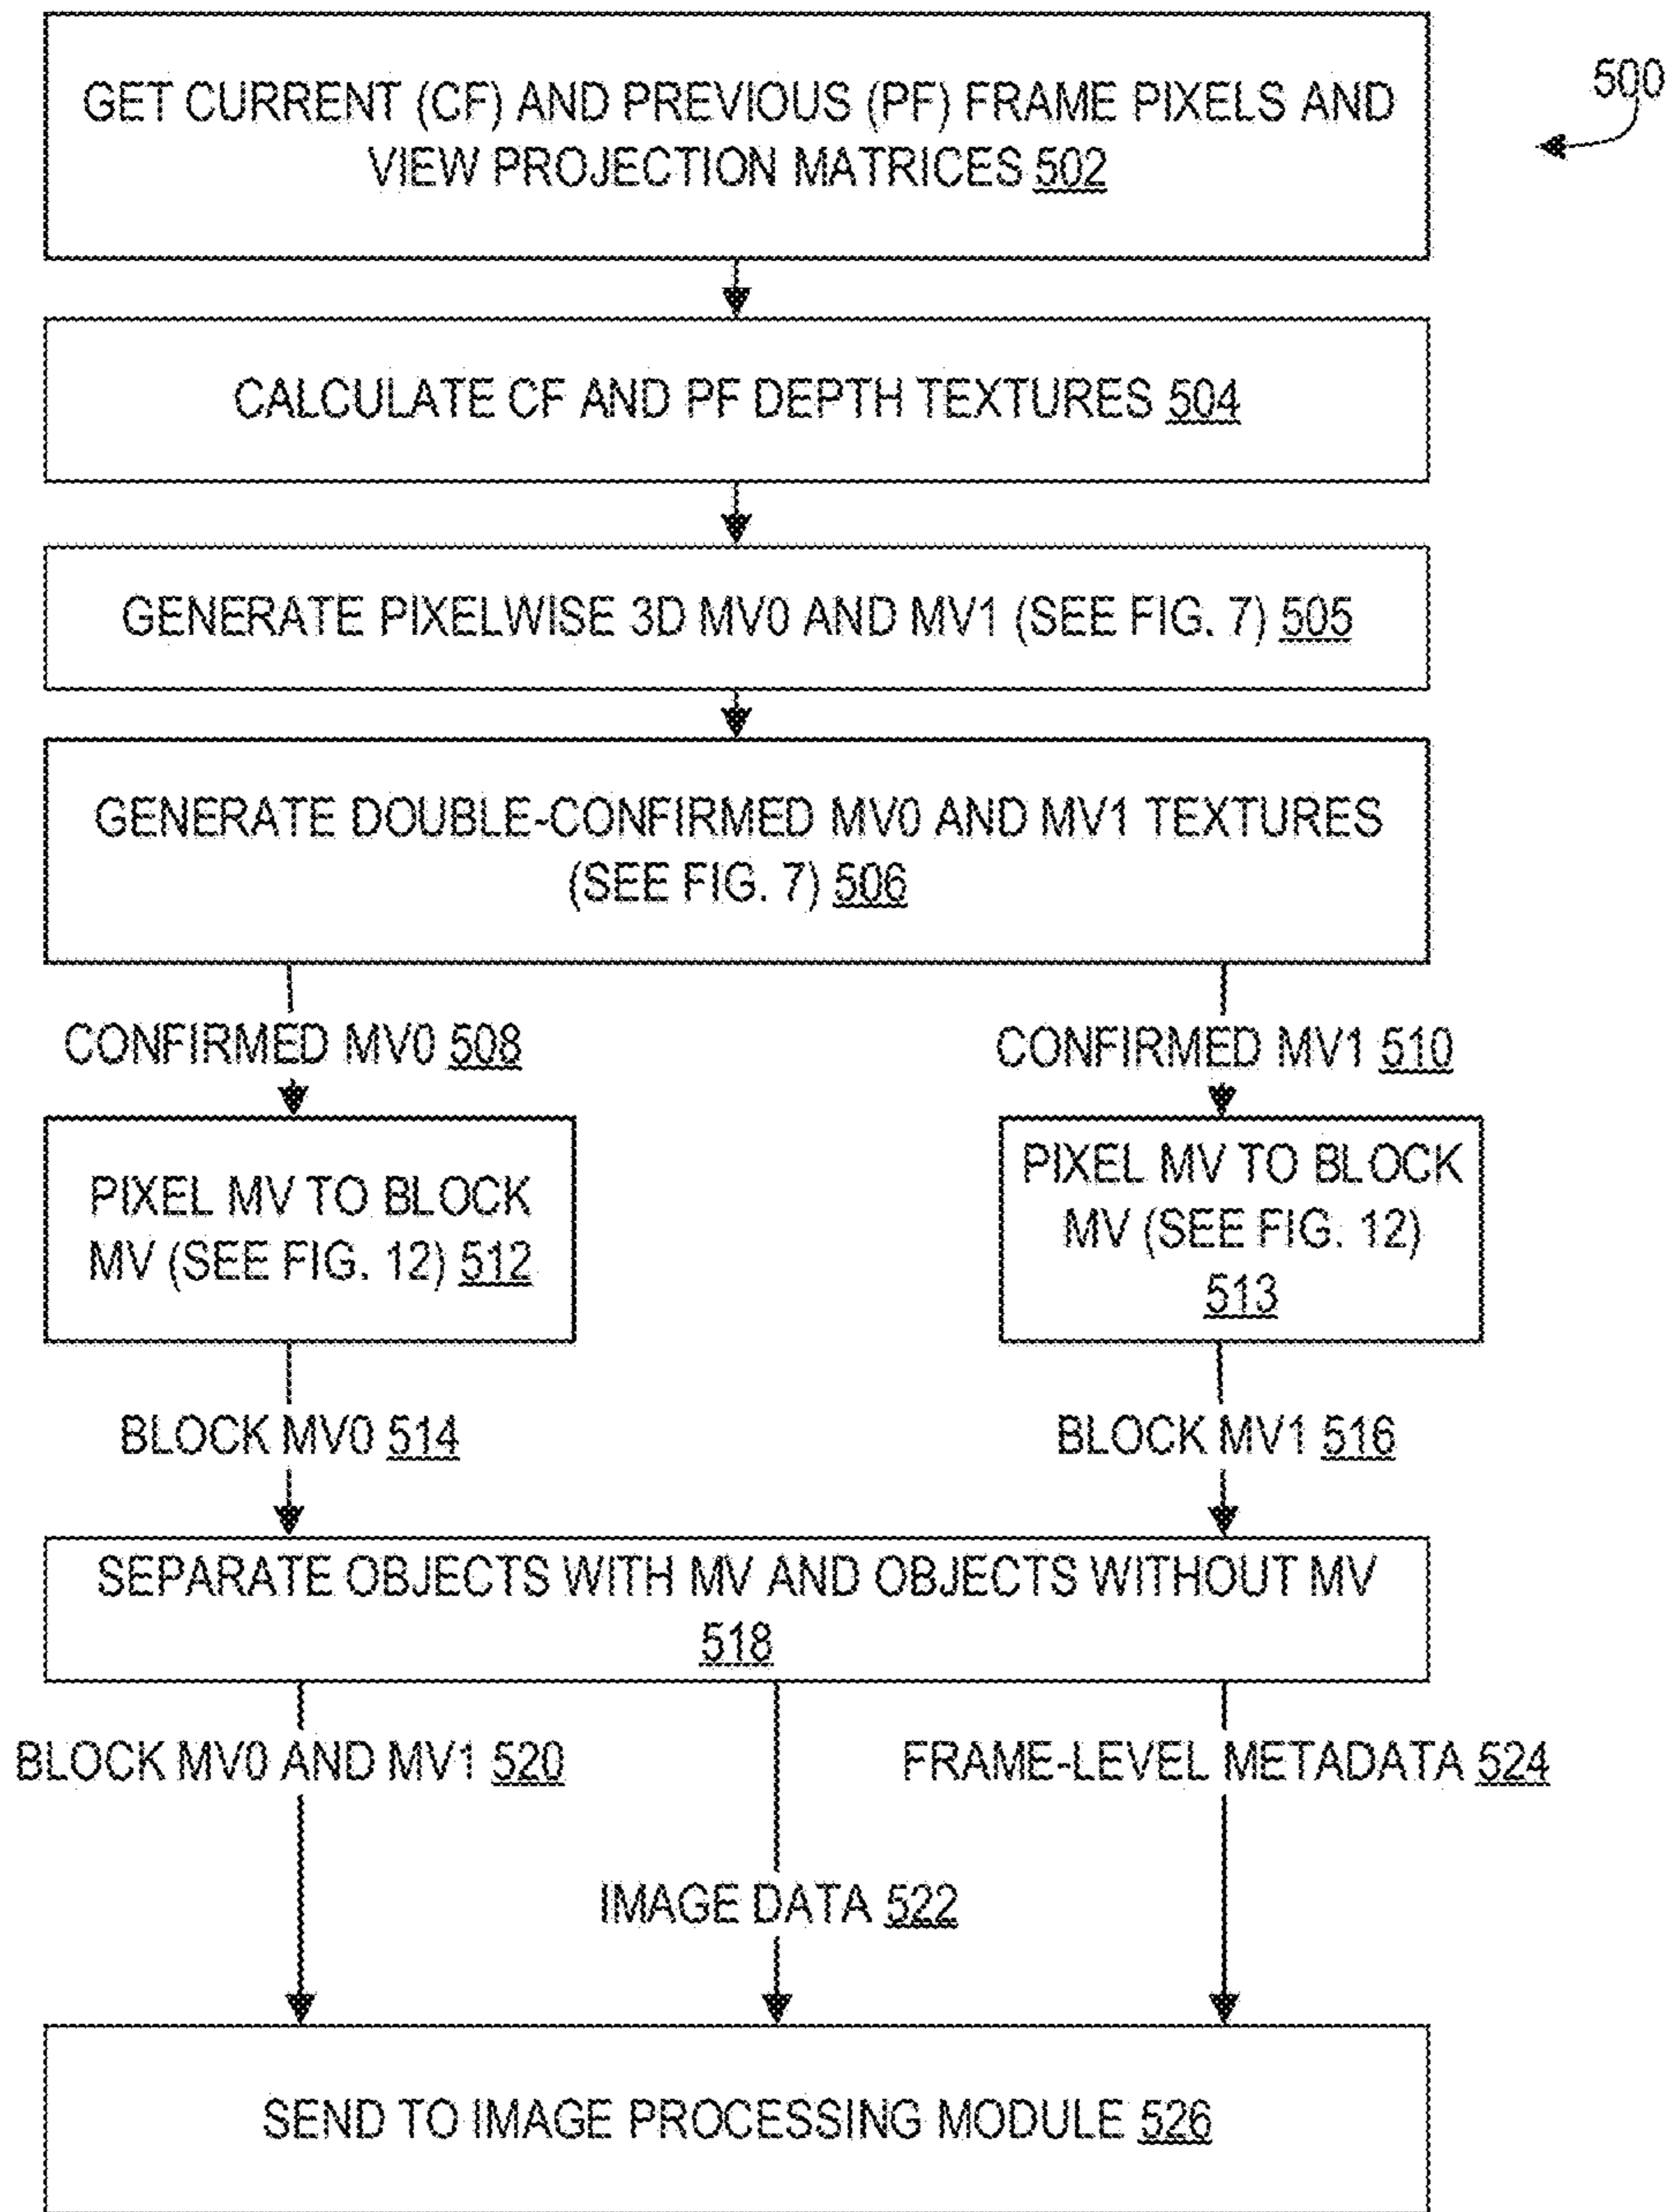 GET CURRENT (CF) AND PREVIOUS (PF) FRAME PIXELS AND
VIEW PROJECTION MATRICES 502
500
CALCULATE CF AND PF DEPTH TEXTURES 504
GENERATE PIXELWISE 3D MV0 AND MV1 (SEE FIG. 7) 505
GENERATE DOUBLE-CONFIRMED MV0 AND MV1 TEXTURES
(SEE FIG. 7) 506
CONFIRMED MV0 508
CONFIRMED MV1 510
PIXEL MV TO BLOCK
MV (SEE FIG. 12) 512
PIXEL MV TO BLOCK
MV (SEE FIG. 12)
513
BLOCK MV0 514
BLOCK MV1 516
SEPARATE OBJECTS WITH MV AND OBJECTS WITHOUT MV
518
BLOCK MV0 AND MV1 520
FRAME-LEVEL METADATA 524
IMAGE DATA 522
SEND TO IMAGE PROCESSING MODULE 526